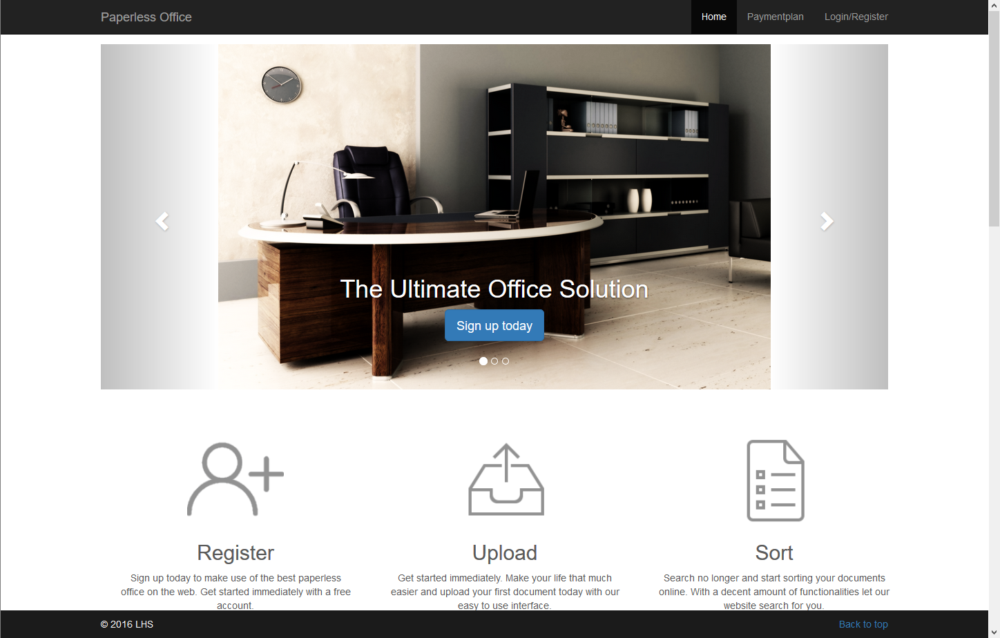 Paperless Office
Home
Paymentplan
Login/Register
The Ultimate Office Solution
Sign up today
Register
Sign up today to make use of the best paperless
office on the web. Get started immediately with a free
account.
Upload
Get started immediately. Make your life that much
easier and upload your first document today with our
easy to use interface.
Sort
Search no longer and start sorting your documents
online. With a decent amount of functionalities let our
website search for you.
© 2016 LHS
Back to top